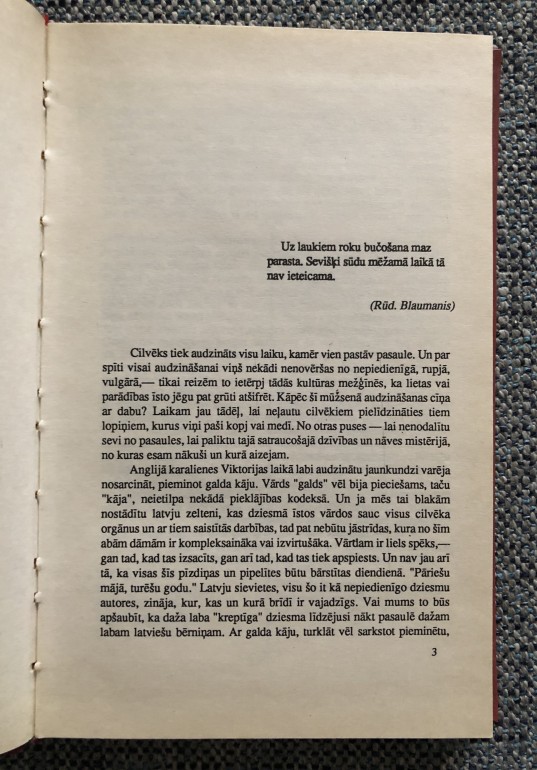 Uz laukiem roku bučošana maz
parasta. Sevišķi sūdu mēžamā laikā tā
nav ieteicama.
(Rūd. Blaumanis)
Cilvēks tiek audzināts visu laiku, kamēr vien pastāv pasaule. Un par
spīti visai audzināšanai viņš nekādi nenovēršas no nepiedienīgā, rupjā,
vulgārā,— tikai reizēm to ietērpj tādās kultūras mežģīnēs, ka lietas vai
parādības īsto jēgu pat grūti atšifrēt. Kāpēc šī mūžsenā audzināšanas cīņa
ar dabu? Laikam jau tādēļ, lai neļautu cilvēkiem pielīdzināties tiem
lopiņiem, kurus viņi paši kopj vai medī. No otras puses — lai nenodalītu
sevi no pasaules, lai paliktu tajā satraucošajā dzīvības un nāves mistērijā,
no kuras esam nākuši un kurā aizejam.
Anglijā karalienes Viktorijas laikā labi audzinātu jaunkundzi varēja
nosarcināt, pieminot galda kāju. Vārds "galds" vēl bija pieciešams, taču
"kāja", neietilpa nekādā pieklājības kodeksā. Un ja mēs tai blakām
nostādītu latvju zelteni, kas dziesmā īstos vārdos sauc visus cilvēka
orgānus un ar tiem saistītās darbības, tad pat nebūtu jāstrīdas, kura no šīm
abām dāmām ir kompleksaināka vai izvirtušāka. Vārtlam ir liels spēks,—
gan tad, kad tas izsacīts, gan arī tad, kad tas tiek apspiests. Un nav jau arī
tā, ka visas šīs pīzdiņas un pipelītes būtu bārstītas diendienā. "Pāriešu
mājā, turēšu godu." Latvju sievietes, visu šo it kā nepiedienīgo dziesmu
autores, zināja, kur, kas un kurā brīdī ir vajadzīgs. Vai mums to būs
apšaubīt, ka daža laba "kreptīga" dziesma līdzējusi nākt pasaulē dažam
labam latviešu bērniņam. Ar galda kāju, turklāt vēl sarkstot pieminētu,
3